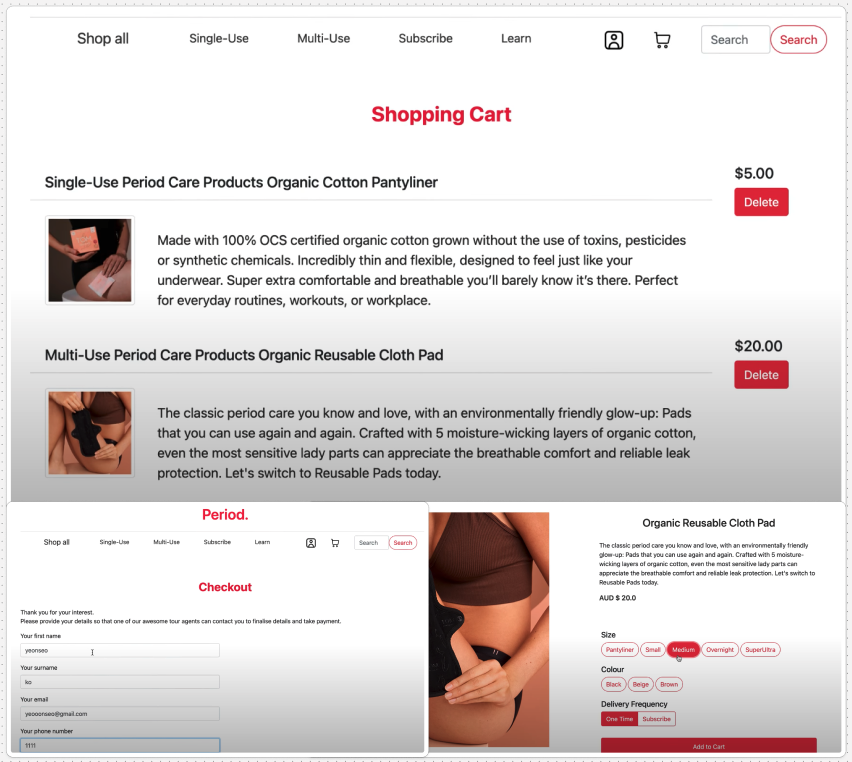 Shop all Single-Use Multi-Use Subscribe Learn Search Search
Shopping Cart
Single-Use Period Care Products Organic Cotton Pantyliner
$5.00
Delete
Made with 100% OCS certified organic cotton grown without the use of toxins, pesticides
or synthetic chemicals. Incredibly thin and flexible, designed to feel just like your
underwear. Super extra comfortable and breathable you'll barely know it's there. Perfect
for everyday routines, workouts, or workplace.
Multi-Use Period Care Products Organic Reusable Cloth Pad
$20.00
Delete
The classic period care you know and love, with an environmentally friendly glow-up: Pads
that you can use again and again. Crafted with 5 moisture-wicking layers of organic cotton,
even the most sensitive lady parts can appreciate the breathable comfort and reliable leak
protection. Let's switch to Reusable Pads today.
Period.
Shop all Single-Use Multi-Use Subscribe Learn Search Search
Checkout
Thank you for your interest.
Please provide your details so that one of our awesome tour agents can contact you to finalise details and take payment.
Your first name
yeonseo
Your surname
ko
Your email
yeooonseo@gmail.com
Your phone number
1111
Organic Reusable Cloth Pad
The classic period care you know and love, with an environmentally friendly
glow-up: Pads that you can use again and again. Crafted with 5 moisture-
wicking layers of organic cotton, even the most sensitive lady parts can
appreciate the breathable comfort and reliable leak protection. Let's switch to
Reusable Pads today.
AUD $ 20.0
Size
Pantyliner Small Medium Overnight SuperUltra
Colour
Black Beige Brown
Delivery Frequency
One Time Subscribe
Add to Cart